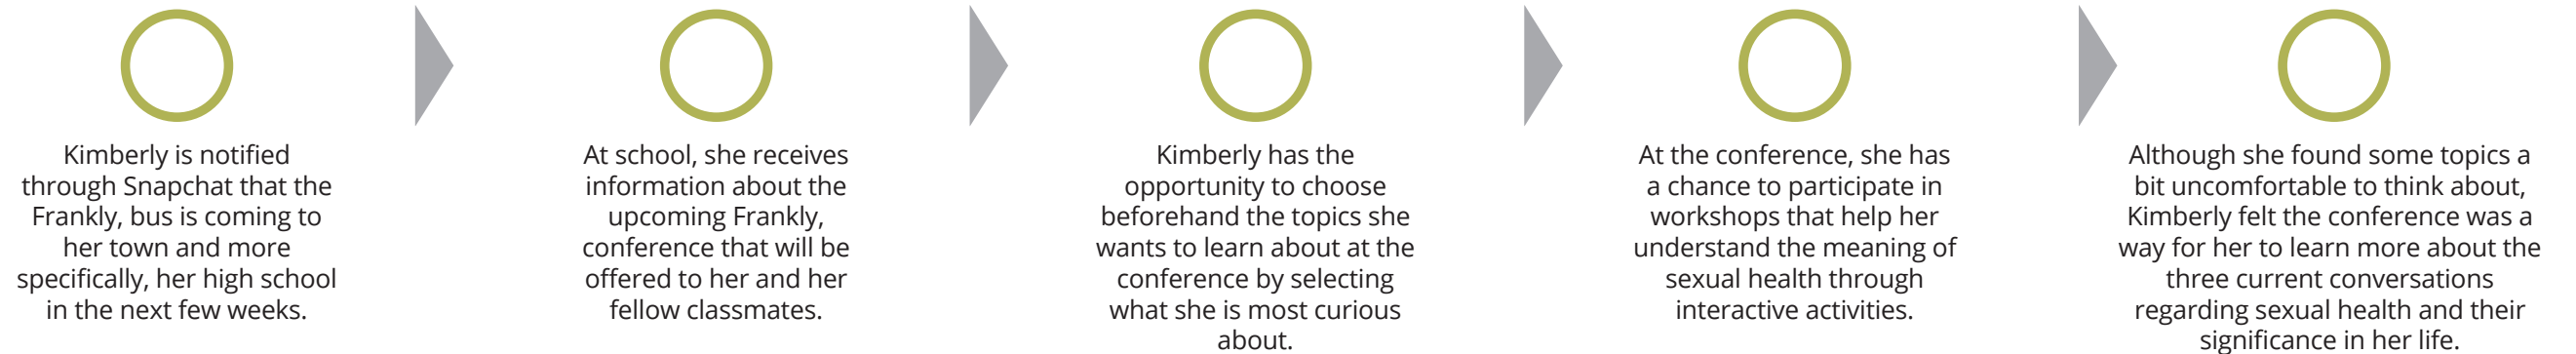 Kimberly is notified
through Snapchat that the
Frankly, bus is coming to
her town and more
specifically, her high school
in the next few weeks.
At school, she receives
information about the
upcoming Frankly,
conference that will be
offered to her and her
fellow classmates.
Kimberly has the
opportunity to choose
beforehand the topics she
wants to learn about at the
conference by selecting
what she is most curious
about.
At the conference, she has
a chance to participate in
workshops that help her
understand the meaning of
sexual health through
interactive activities.
Although she found some topics a
bit uncomfortable to think about,
Kimberly felt the conference was a
way for her to learn more about the
three current conversations
regarding sexual health and their
significance in her life.